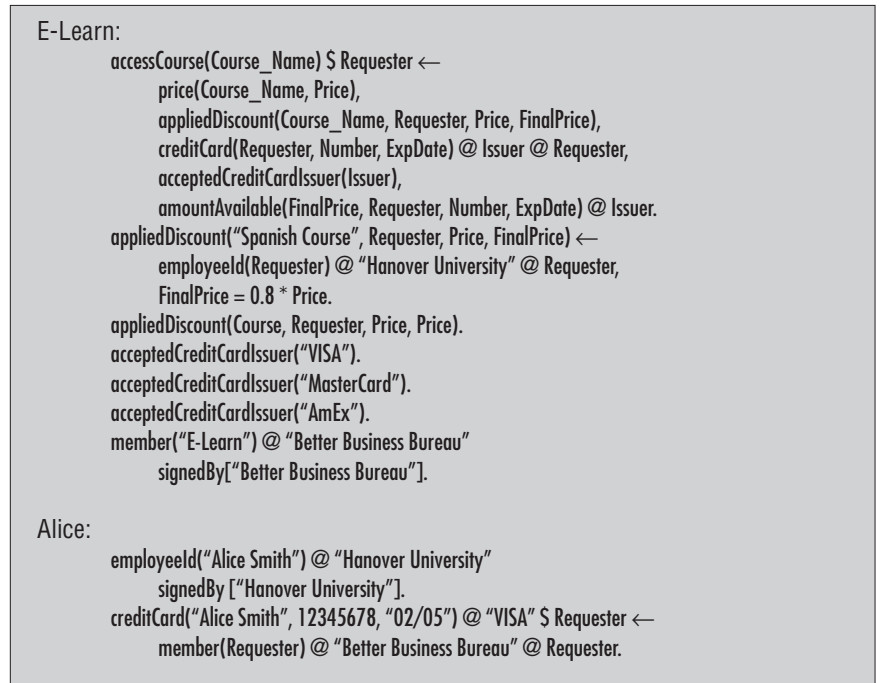 E-Learn:
accessCourse(Course_Name) $ Requester ←
price(Course_Name, Price),
appliedDiscount(Course_Name, Requester, Price, FinalPrice),
creditCard(Requester, Number, ExpDate) @ Issuer @ Requester,
acceptedCreditCardIssuer(Issuer),
amountAvailable(FinalPrice, Requester, Number, ExpDate) @ Issuer.
appliedDiscount(“Spanish Course”, Requester, Price, FinalPrice) ←
employeeId(Requester) @ “Hanover University” @ Requester,
FinalPrice = 0.8 * Price.
appliedDiscount(Course, Requester, Price, Price).
acceptedCreditCardIssuer(“VISA”).
acceptedCreditCardIssuer(“MasterCard”).
acceptedCreditCardIssuer(“AmEx”).
member(“E-Learn”) @ “Better Business Bureau”
signedBy[“Better Business Bureau”].
Alice:
employeeId(“Alice Smith”) @ “Hanover University”
signedBy [“Hanover University”].
creditCard(“Alice Smith”, 12345678, “02/05”) @ “VISA” $ Requester ←
member(Requester) @ “Better Business Bureau” @ Requester.